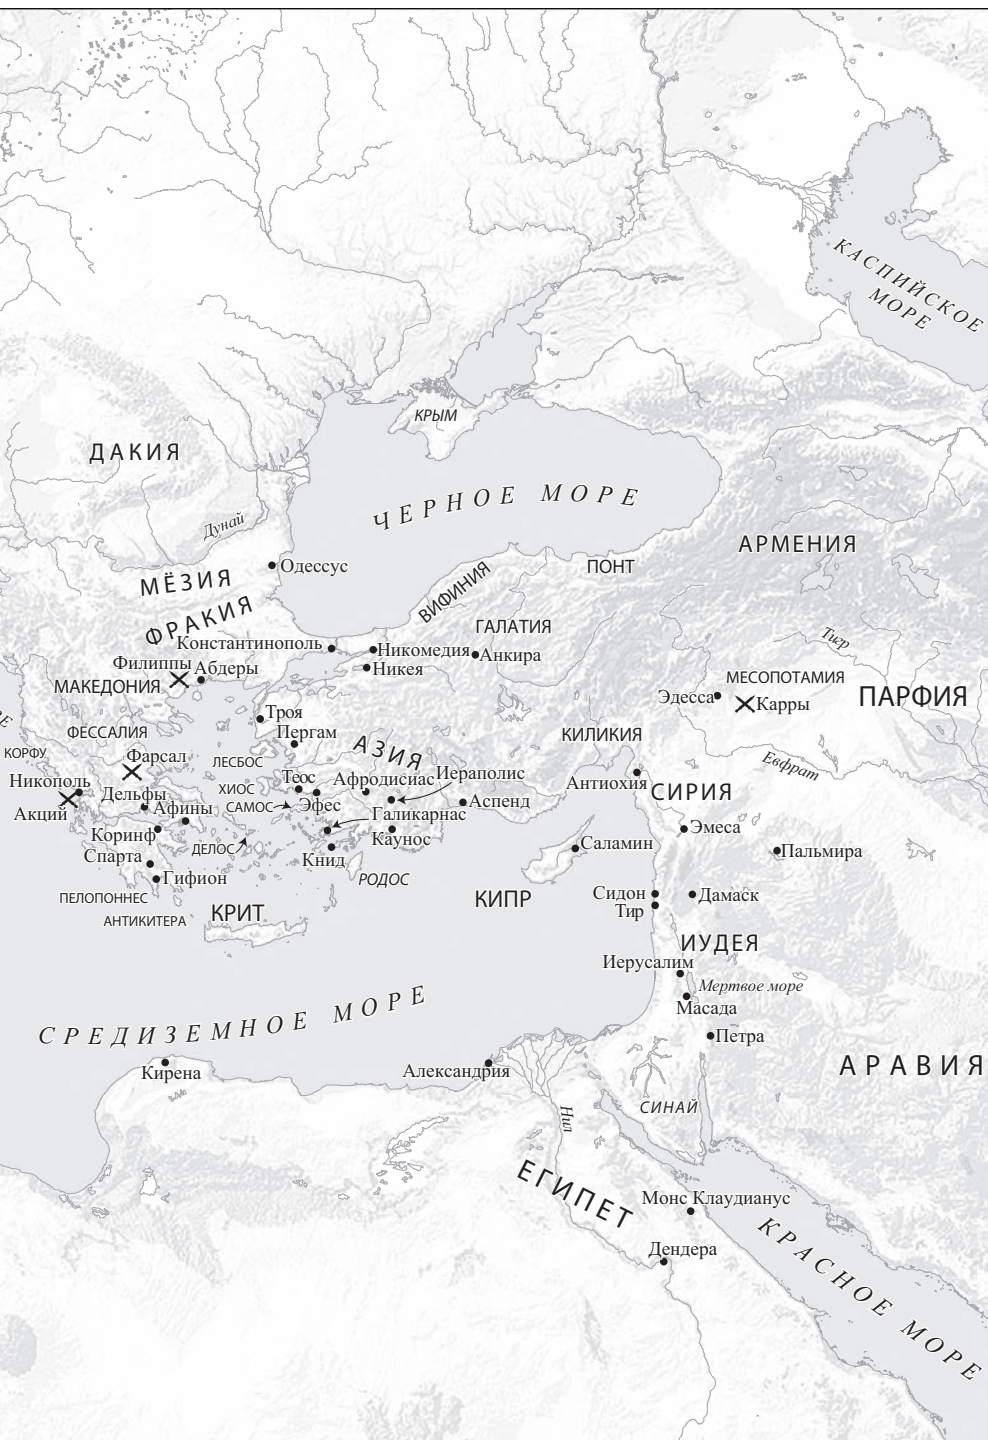 КАСПИЙСКОЕ
МОРЕ
КРЫМ
ДАКИЯ
ЧЕРНОЕ МОРЕ
Дунай
АРМЕНИЯ
Одессус
ПОНТ
МЁЗИЯ
ВИФИНИЯ
ФРАКИЯ
ГАЛАТИЯ
Тигр
Константинополь
Никомедия
Анкира
Филиппы
Абдеры
Никея
МЕСОПОТАМИЯ
МАКЕДОНИЯ
Эдесса
Карры
ПАРФИЯ
Троя
РЕ
ФЕССАЛИЯ
Пергам
КИЛИКИЯ
КОРФУ
Фарсал
ЛЕСБОС
АЗИЯ
Евфрат
Никополь
Теос
Афродисиас
Иераполис
Антиохия
СИРИЯ
Дельфы
ХИОС
САМОС
Эфес
Аспенд
Акций
Афины
Галикарнас
Эмеса
Коринф
Каунос
ДЕЛОС
Саламин
Пальмира
Спарта
Книд
Гифион
РОДОС
ПЕЛОПОННЕС
КИПР
Сидон
Дамаск
АНТИКИТЕРА
КРИТ
Тир
ИУДЕЯ
Иерусалим
Мертвое море
СРЕДИЗЕМНОЕ МОРЕ
Масада
Петра
Кирена
Александрия
АРАВИЯ
Нил
СИНАЙ
ЕГИПЕТ
Монс Клаудианус
Дендера
КРАСНОЕ МОРЕ